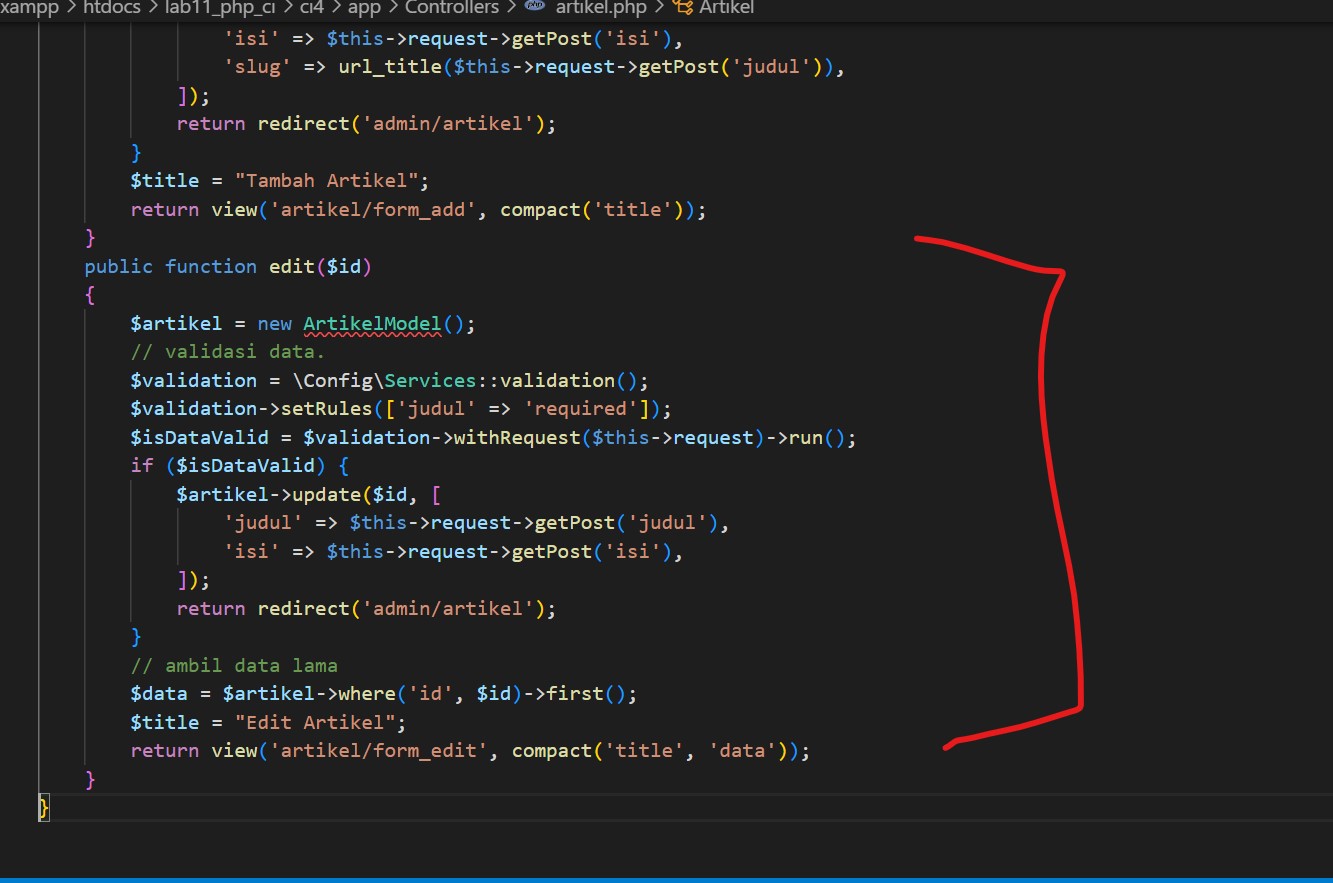 xampp > htdocs > lab11_php_ci > ci4 > app > Controllers > php artikel.php > Artikel
'isi' => $this->request->getPost('isi'),
'slug' => url_title($this->request->getPost('judul')),
]);
return redirect('admin/artikel');
}
$title = "Tambah Artikel";
return view('artikel/form_add', compact('title'));
}
public function edit($id)
{
$artikel = new ArtikelModel();
// validasi data.
$validation = \Config\Services::validation();
$validation->setRules(['judul' => 'required']);
$isDataValid = $validation->withRequest($this->request)->run();
if ($isDataValid) {
$artikel->update($id, [
'judul' => $this->request->getPost('judul'),
'isi' => $this->request->getPost('isi'),
]);
return redirect('admin/artikel');
}
// ambil data lama
$data = $artikel->where('id', $id)->first();
$title = "Edit Artikel";
return view('artikel/form_edit', compact('title', 'data'));
}
}